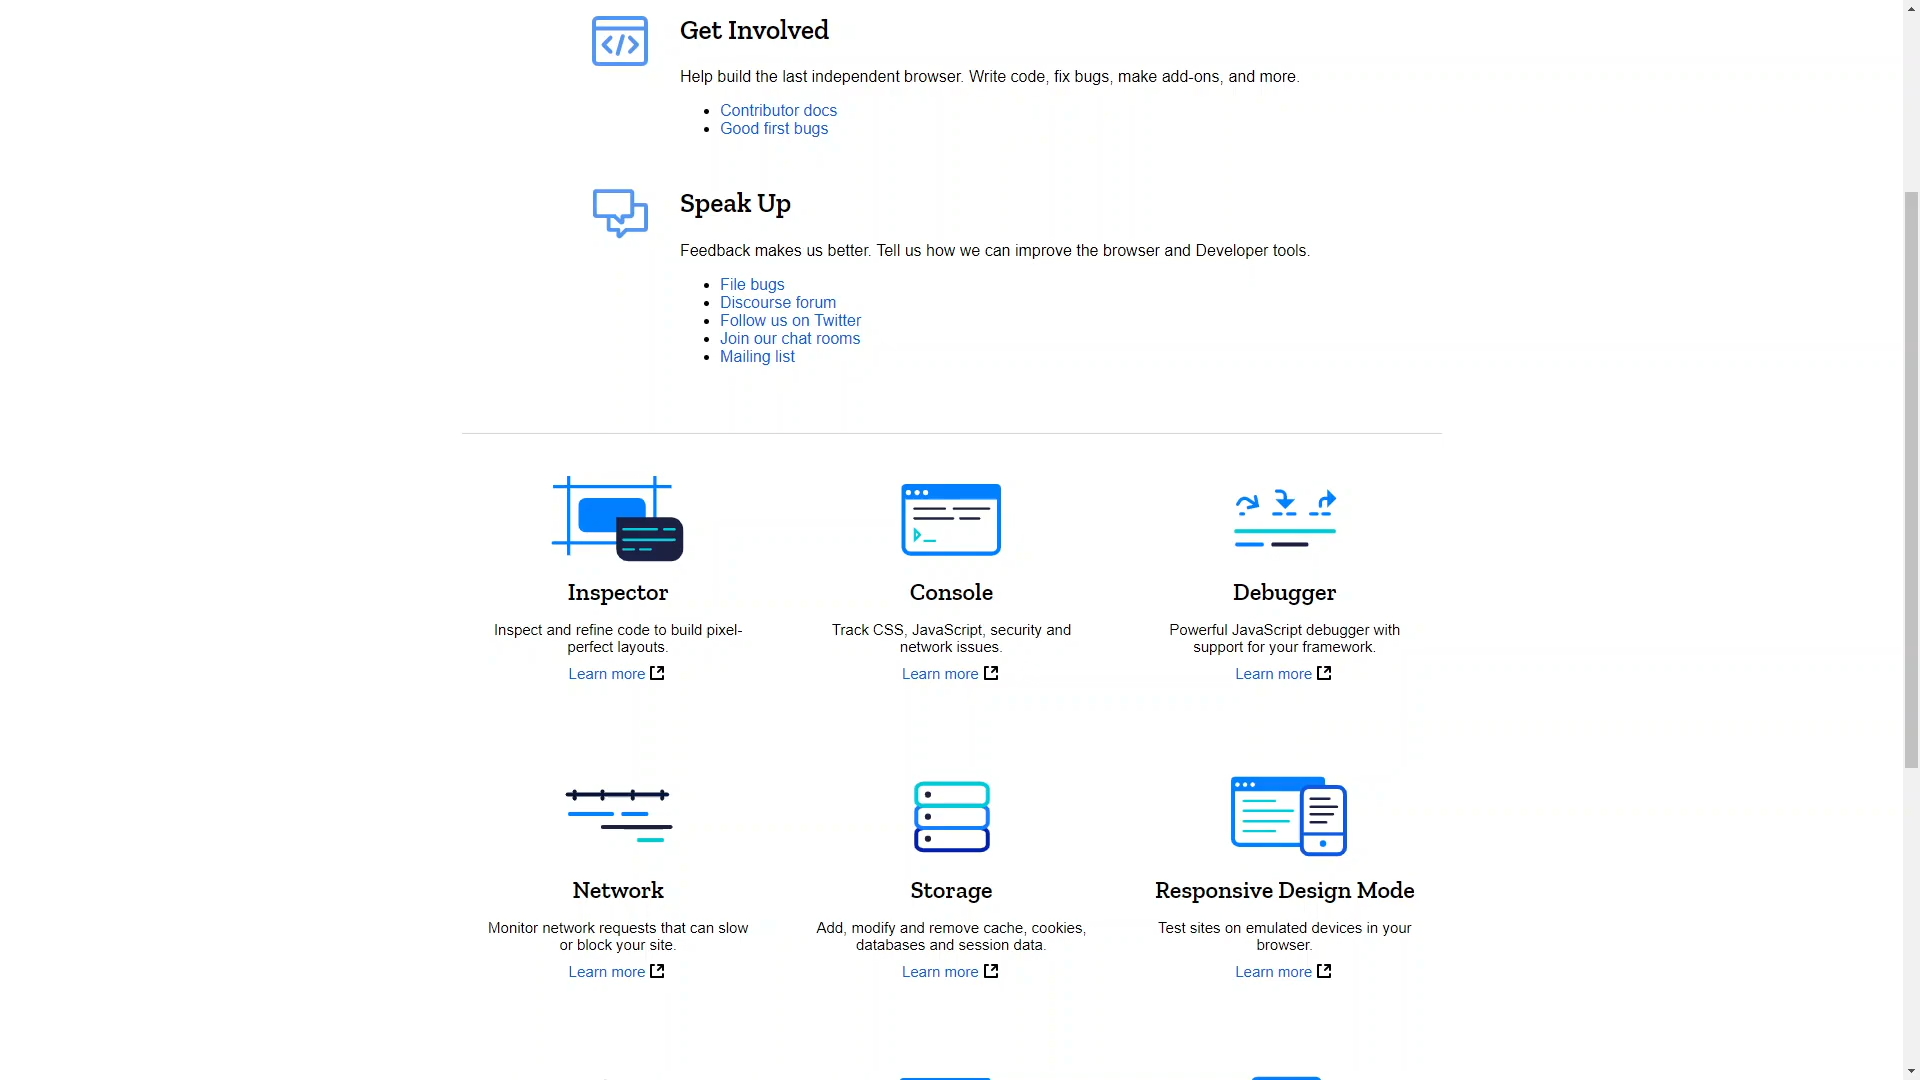 Get Involved
Help build the last independent browser. Write code, fix bugs, make add-ons, and more.
Contributor docs
Good first bugs
Speak Up
Feedback makes us better. Tell us how we can improve the browser and Developer tools.
File bugs
Discourse forum
Follow us on Twitter
Join our chat rooms
Mailing list
Inspector
Inspect and refine code to build pixel-
perfect layouts.
Learn more
Console
Track CSS, JavaScript, security and
network issues.
Learn more
Debugger
Powerful JavaScript debugger with
support for your framework.
Learn more
Network
Monitor network requests that can slow
or block your site.
Learn more
Storage
Add, modify and remove cache, cookies,
databases and session data.
Learn more
Responsive Design Mode
Test sites on emulated devices in your
browser.
Learn more